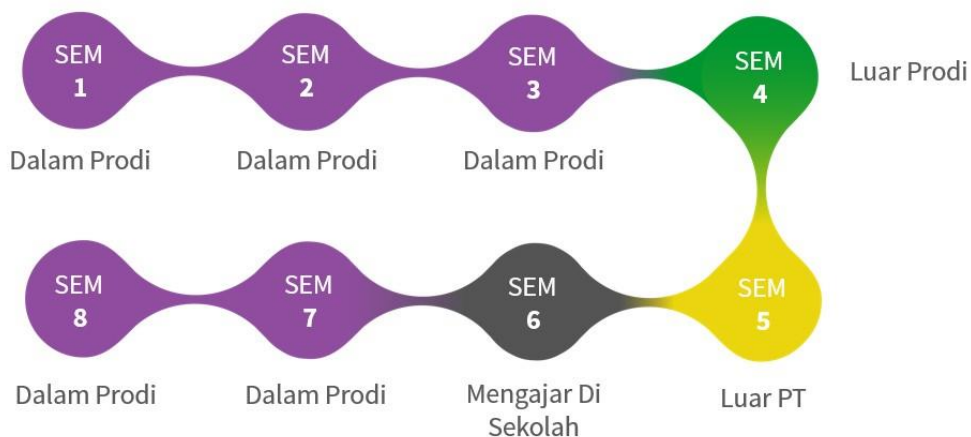 SEM
1
SEM
2
SEM
3
SEM
4
Luar Prodi
Dalam Prodi
Dalam Prodi
Dalam Prodi
SEM
8
SEM
7
SEM
6
SEM
5
Dalam Prodi
Dalam Prodi
Mengajar Di
Sekolah
Luar PT